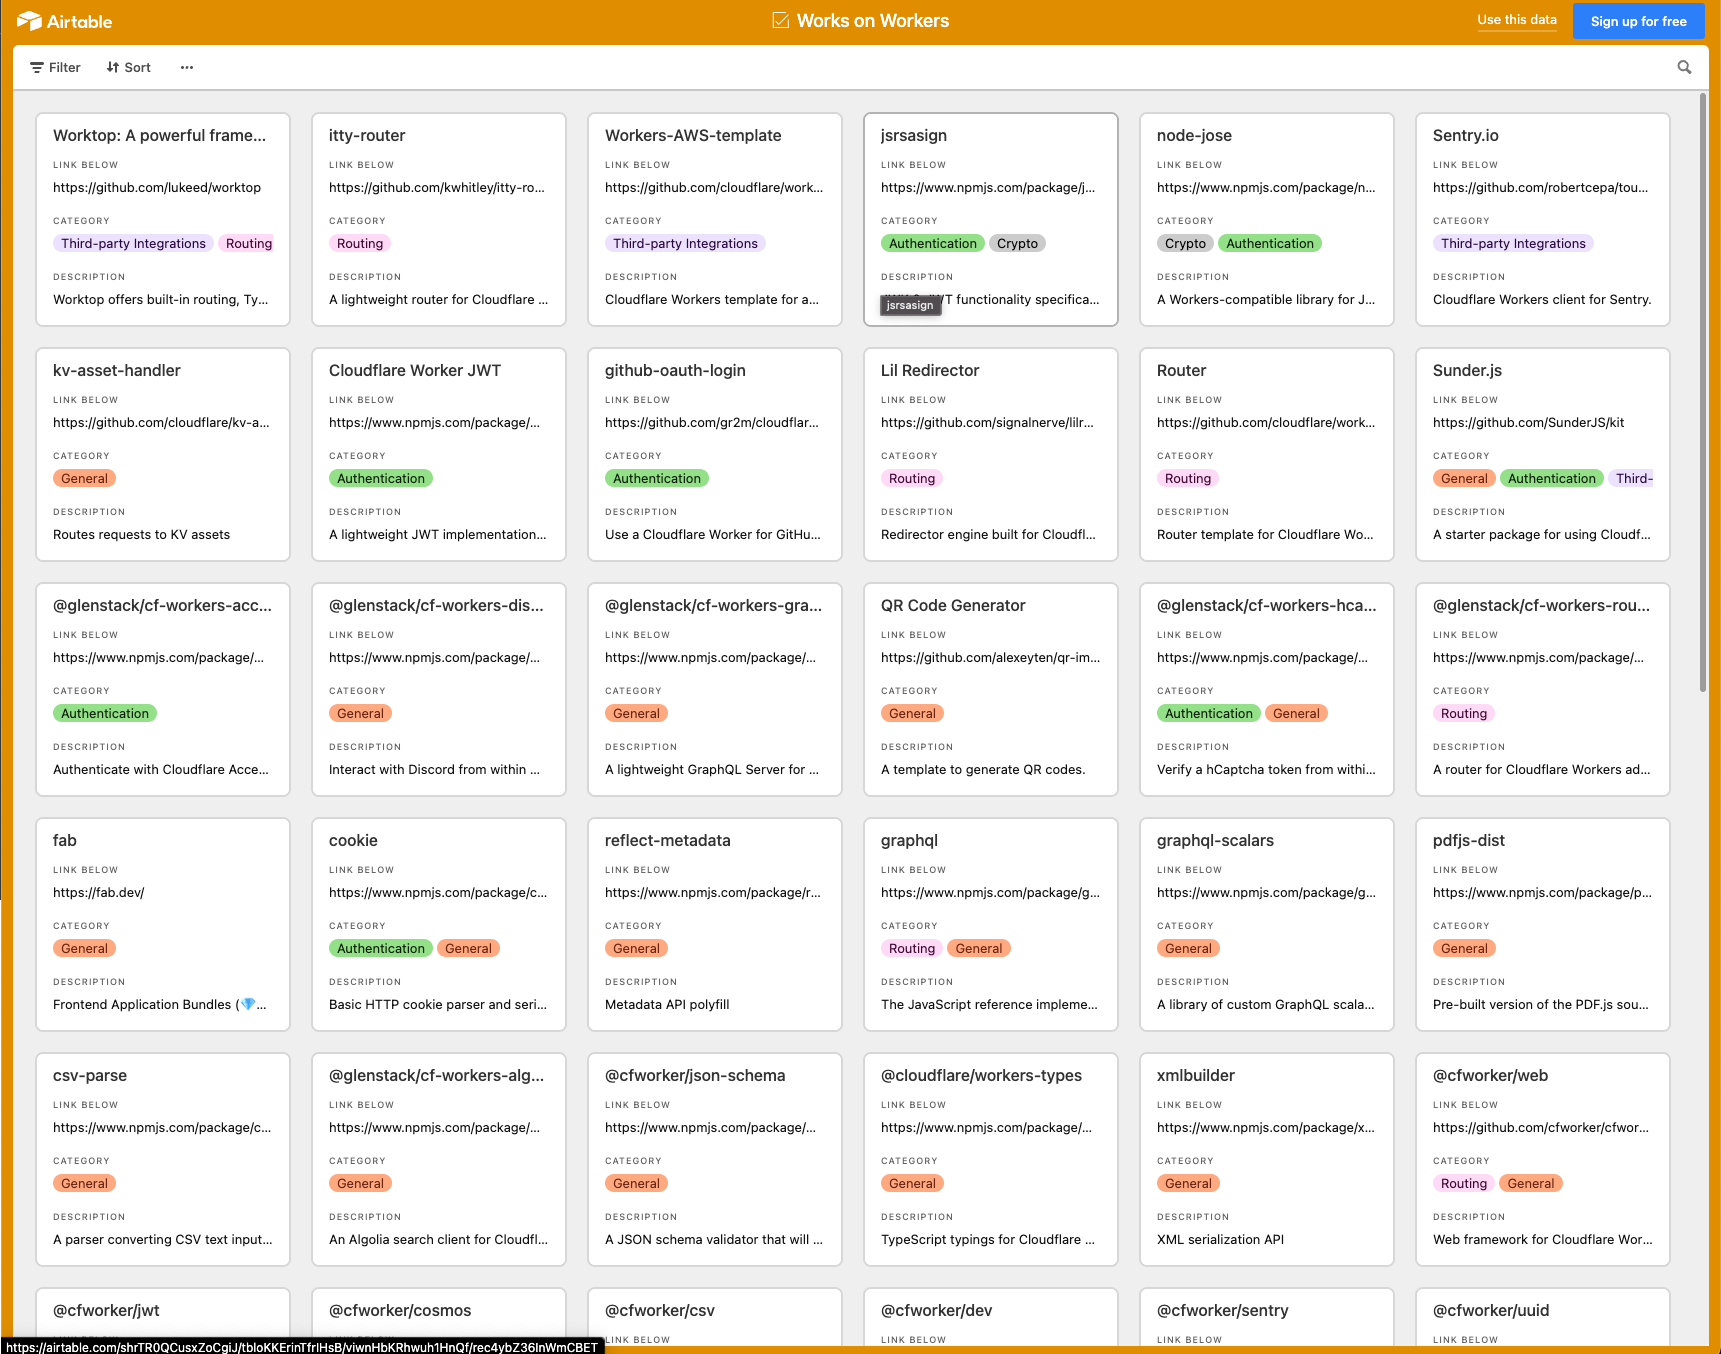 Airtable
Works on Workers
Use this data
Sign up for free
Filter
Sort
Worktop: A powerful frame...
LINK BELOW
https://github.com/lukeed/worktop
CATEGORY
Third-party Integrations Routing
DESCRIPTION
Worktop offers built-in routing, Ty...
itty-router
LINK BELOW
https://github.com/kwhitley/itty-ro...
CATEGORY
Routing
DESCRIPTION
A lightweight router for Cloudflare ...
Workers-AWS-template
LINK BELOW
https://github.com/cloudflare/work...
CATEGORY
Third-party Integrations
DESCRIPTION
Cloudflare Workers template for a...
jsrsasign
LINK BELOW
https://www.npmjs.com/package/j...
CATEGORY
Authentication Crypto
DESCRIPTION
functionality specifica...
jsrsasign
node-jose
LINK BELOW
https://www.npmjs.com/package/n...
CATEGORY
Crypto Authentication
DESCRIPTION
A Workers-compatible library for J...
Sentry.io
LINK BELOW
https://github.com/robertcepa/tou...
CATEGORY
Third-party Integrations
DESCRIPTION
Cloudflare Workers client for Sentry.
kv-asset-handler
LINK BELOW
https://github.com/cloudflare/kv-a...
CATEGORY
General
DESCRIPTION
Routes requests to KV assets
Cloudflare Worker JWT
LINK BELOW
https://www.npmjs.com/package/...
CATEGORY
Authentication
DESCRIPTION
A lightweight JWT implementation...
github-oauth-login
LINK BELOW
https://github.com/gr2m/cloudflar...
CATEGORY
Authentication
DESCRIPTION
Use a Cloudflare Worker for GitHu...
Lil Redirector
LINK BELOW
https://github.com/signalnerve/lilr...
CATEGORY
Routing
DESCRIPTION
Redirector engine built for Cloudfl...
Router
LINK BELOW
https://github.com/cloudflare/work...
CATEGORY
Routing
DESCRIPTION
Router template for Cloudflare Wo...
Sunder.js
LINK BELOW
https://github.com/SunderJS/kit
CATEGORY
General Authentication Third-
DESCRIPTION
A starter package for using Cloudf...
@glenstack/cf-workers-acc...
LINK BELOW
https://www.npmjs.com/package/...
CATEGORY
Authentication
DESCRIPTION
Authenticate with Cloudflare Acce...
@glenstack/cf-workers-dis...
LINK BELOW
https://www.npmjs.com/package/...
CATEGORY
General
DESCRIPTION
Interact with Discord from within ...
@glenstack/cf-workers-gra...
LINK BELOW
https://www.npmjs.com/package/...
CATEGORY
General
DESCRIPTION
A lightweight GraphQL Server for ...
QR Code Generator
LINK BELOW
https://github.com/alexeyten/qr-im...
CATEGORY
General
DESCRIPTION
A template to generate QR codes.
@glenstack/cf-workers-hca...
LINK BELOW
https://www.npmjs.com/package/...
CATEGORY
Authentication General
DESCRIPTION
Verify a hCaptcha token from withi...
@glenstack/cf-workers-rou...
LINK BELOW
https://www.npmjs.com/package/...
CATEGORY
Routing
DESCRIPTION
A router for Cloudflare Workers ad...
fab
LINK BELOW
https://fab.dev/
CATEGORY
General
DESCRIPTION
Frontend Application Bundles (💎...
cookie
LINK BELOW
https://www.npmjs.com/package/c...
CATEGORY
Authentication General
DESCRIPTION
Basic HTTP cookie parser and seri...
reflect-metadata
LINK BELOW
https://www.npmjs.com/package/r...
CATEGORY
General
DESCRIPTION
Metadata API polyfill
graphql
LINK BELOW
https://www.npmjs.com/package/g...
CATEGORY
Routing General
DESCRIPTION
The JavaScript reference impleme...
graphql-scalars
LINK BELOW
https://www.npmjs.com/package/g...
CATEGORY
General
DESCRIPTION
A library of custom GraphQL scala...
pdfjs-dist
LINK BELOW
https://www.npmjs.com/package/p...
CATEGORY
General
DESCRIPTION
Pre-built version of the PDF.js sou...
csv-parse
LINK BELOW
https://www.npmjs.com/package/c...
CATEGORY
General
DESCRIPTION
A parser converting CSV text input...
@glenstack/cf-workers-alg...
LINK BELOW
https://www.npmjs.com/package/...
CATEGORY
General
DESCRIPTION
An Algolia search client for Cloudfl...
@cfworker/json-schema
LINK BELOW
https://www.npmjs.com/package/...
CATEGORY
General
DESCRIPTION
A JSON schema validator that will ...
@cloudflare/workers-types
LINK BELOW
https://www.npmjs.com/package/...
CATEGORY
General
DESCRIPTION
TypeScript typings for Cloudflare ...
xmlbuilder
LINK BELOW
https://www.npmjs.com/package/x...
CATEGORY
General
DESCRIPTION
XML serialization API
@cfworker/web
LINK BELOW
https://github.com/cfworker/cfwor...
CATEGORY
Routing General
DESCRIPTION
Web framework for Cloudflare Wor...
@cfworker/jwt
@cfworker/cosmos
@cfworker/csv
LINK BELOW
@cfworker/dev
LINK BELOW
@cfworker/sentry
LINK BELOW
@cfworker/uuid
LINK BELOW
https://airtable.com/shrTR0QCusxZoCgiJ/tbloKKErinTfrlHsB/viwnHbKRhwuh1HnQf/rec4ybZ36InWmCBET